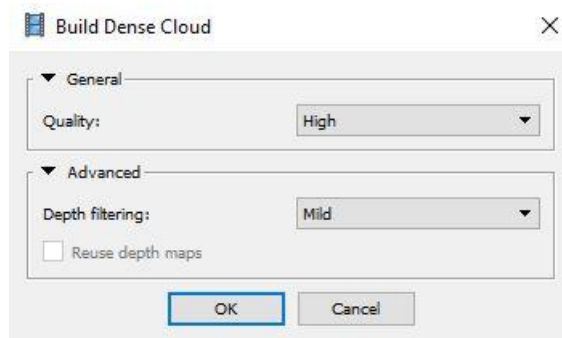 Build Dense Cloud
General
Quality: High
Advanced
Depth filtering: Mild
Reuse depth maps
OK Cancel